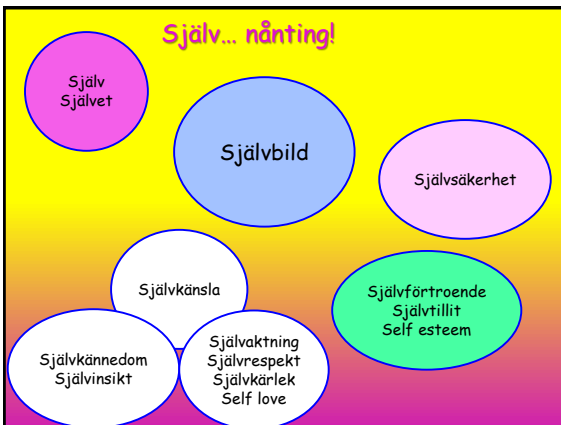 Själv... nånting!
Själv
Självet
Självbild
Självsäkerhet
Självkänsla
Självförtroende
Självtillit
Self esteem
Självkännedom
Självinsikt
Självaktning
Självrespekt
Självkärlek
Self love